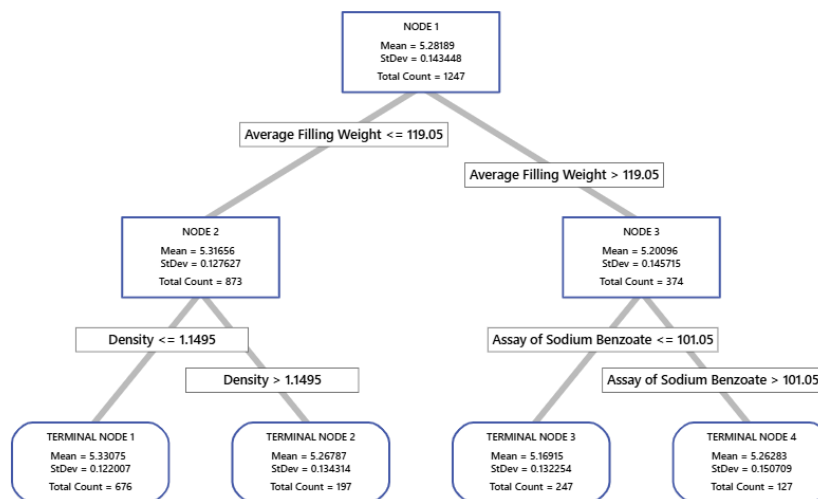 NODE 1
Mean = 5.28189
StDev = 0.143448
Total Count = 1247
Average Filling Weight <= 119.05
Average Filling Weight > 119.05
NODE 2
Mean = 5.31656
StDev = 0.127627
Total Count = 873
NODE 3
Mean = 5.20096
StDev = 0.145715
Total Count = 374
Density <= 1.1495
Density > 1.1495
Assay of Sodium Benzoate <= 101.05
Assay of Sodium Benzoate > 101.05
TERMINAL NODE 1
Mean = 5.33075
StDev = 0.122007
Total Count = 676
TERMINAL NODE 2
Mean = 5.26787
StDev = 0.134314
Total Count = 197
TERMINAL NODE 3
Mean = 5.16915
StDev = 0.132254
Total Count = 247
TERMINAL NODE 4
Mean = 5.26283
StDev = 0.150709
Total Count = 127